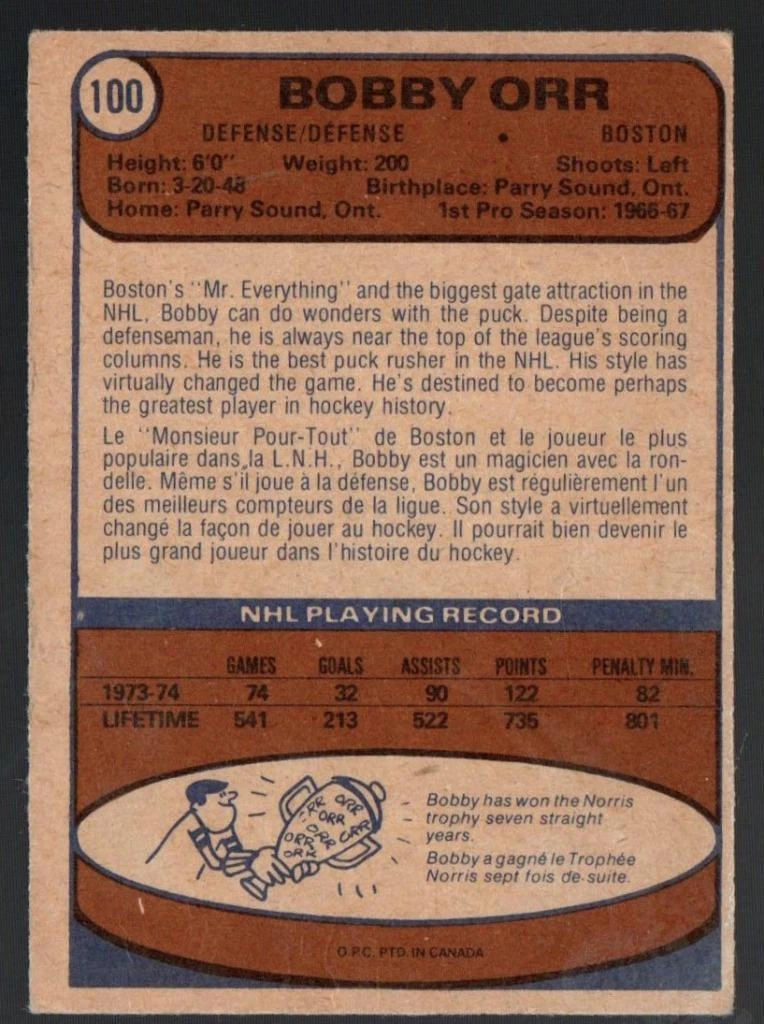 100
BOBBY ORR
DEFENSE/DÉFENSE • BOSTON
Height: 6'0" Weight: 200 Shoots: Left
Born: 3-20-48 Birthplace: Parry Sound, Ont.
Home: Parry Sound, Ont. 1st Pro Season: 1966-67
Boston's "Mr. Everything" and the biggest gate attraction in the
NHL, Bobby can do wonders with the puck. Despite being a
defenseman, he is always near the top of the league's scoring
columns. He is the best puck rusher in the NHL. His style has
virtually changed the game. He's destined to become perhaps
the greatest player in hockey history.
Le "Monsieur Pour-Tout" de Boston et le joueur le plus
populaire dans la L.N.H., Bobby est un magicien avec la ron-
delle. Même s'il joue à la défense, Bobby est régulièrement l'un
des meilleurs compteurs de la ligue. Son style a virtuellement
changé la façon de jouer au hockey. Il pourrait bien devenir le
plus grand joueur dans l'histoire du hockey.
NHL PLAYING RECORD
GAMES GOALS ASSISTS POINTS PENALTY MIN.
1973-74 74 32 90 122 82
LIFETIME 541 213 522 735 801
ORR ORR
ORR
ORR ORR
ORR ORR
ORR
Bobby has won the Norris
trophy seven straight
years.
Bobby a gagné le Trophée
Norris sept fois de suite.
O.P.C. PTD. IN CANADA